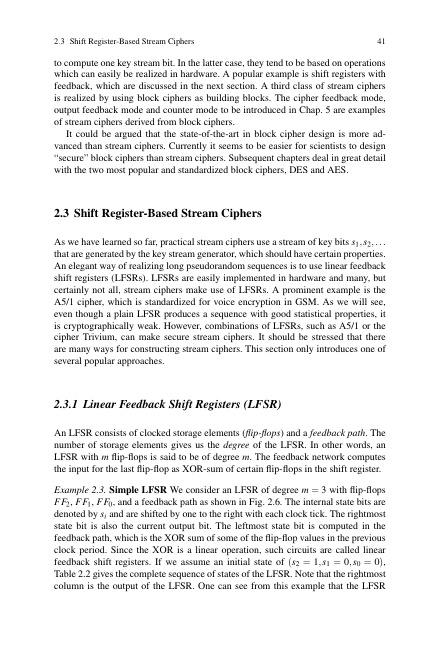 2.3 Shift Register-Based Stream Ciphers 41
to compute one key stream bit. In the latter case, they tend to be based on operations
which can easily be realized in hardware. A popular example is shift registers with
feedback, which are discussed in the next section. A third class of stream ciphers
is realized by using block ciphers as building blocks. The cipher feedback mode,
output feedback mode and counter mode to be introduced in Chap. 5 are examples
of stream ciphers derived from block ciphers.
It could be argued that the state-of-the-art in block cipher design is more ad-
vanced than stream ciphers. Currently it seems to be easier for scientists to design
“secure” block ciphers than stream ciphers. Subsequent chapters deal in great detail
with the two most popular and standardized block ciphers, DES and AES.
2.3 Shift Register-Based Stream Ciphers
As we have learned so far, practical stream ciphers use a stream of key bits s₁,s₂,...
that are generated by the key stream generator, which should have certain properties.
An elegant way of realizing long pseudorandom sequences is to use linear feedback
shift registers (LFSRs). LFSRs are easily implemented in hardware and many, but
certainly not all, stream ciphers make use of LFSRs. A prominent example is the
A5/1 cipher, which is standardized for voice encryption in GSM. As we will see,
even though a plain LFSR produces a sequence with good statistical properties, it
is cryptographically weak. However, combinations of LFSRs, such as A5/1 or the
cipher Trivium, can make secure stream ciphers. It should be stressed that there
are many ways for constructing stream ciphers. This section only introduces one of
several popular approaches.
2.3.1 Linear Feedback Shift Registers (LFSR)
An LFSR consists of clocked storage elements (flip-flops) and a feedback path. The
number of storage elements gives us the degree of the LFSR. In other words, an
LFSR with m flip-flops is said to be of degree m. The feedback network computes
the input for the last flip-flop as XOR-sum of certain flip-flops in the shift register.
Example 2.3. Simple LFSR We consider an LFSR of degree m = 3 with flip-flops
FF₂, FF₁, FF₀, and a feedback path as shown in Fig. 2.6. The internal state bits are
denoted by sᵢ and are shifted by one to the right with each clock tick. The rightmost
state bit is also the current output bit. The leftmost state bit is computed in the
feedback path, which is the XOR sum of some of the flip-flop values in the previous
clock period. Since the XOR is a linear operation, such circuits are called linear
feedback shift registers. If we assume an initial state of (s₂ = 1,s₁ = 0,s₀ = 0),
Table 2.2 gives the complete sequence of states of the LFSR. Note that the rightmost
column is the output of the LFSR. One can see from this example that the LFSR